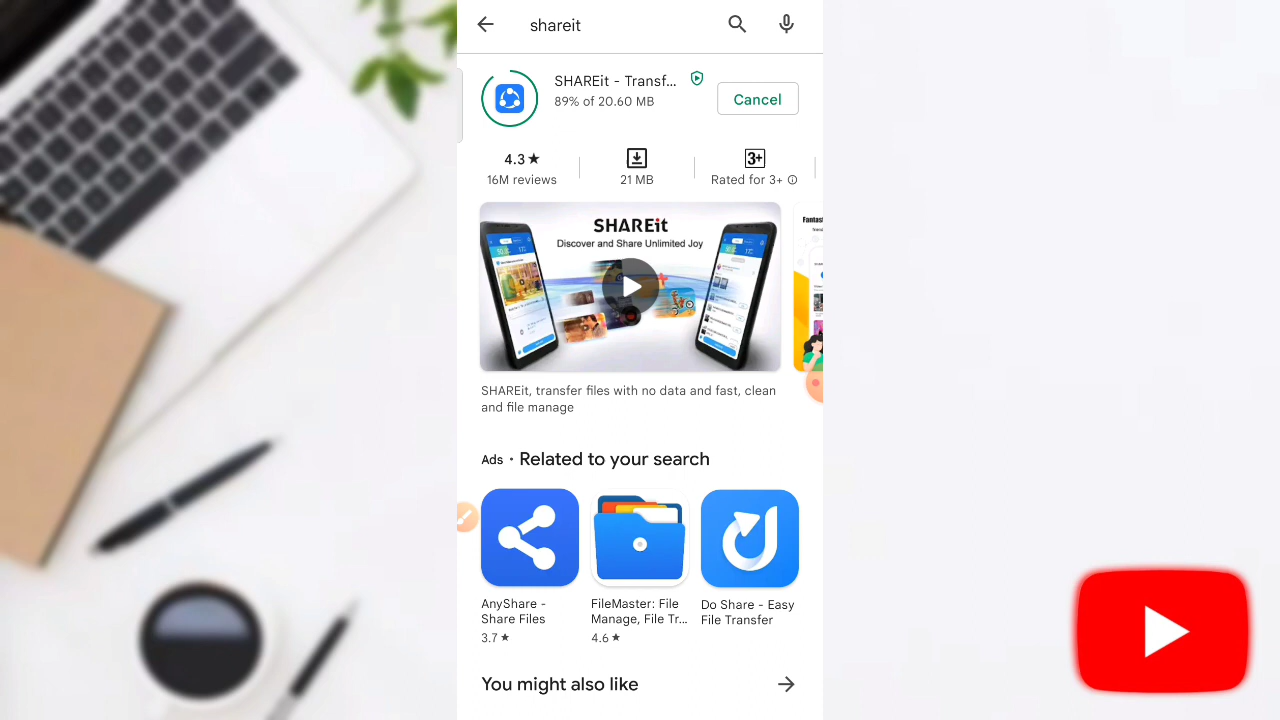 shareit
SHAREit - Transf...
89% of 20.60 MB
Cancel
4.3★
16M reviews
21 MB
3+
Rated for 3+
SHAREit
Discover and Share Unlimited Joy
SHAREit, transfer files with no data and fast, clean
and file manage
Ads · Related to your search
AnyShare -
Share Files
3.7 ★
FileMaster: File
Manage, File Tr...
4.6 ★
Do Share - Easy
File Transfer
You might also like